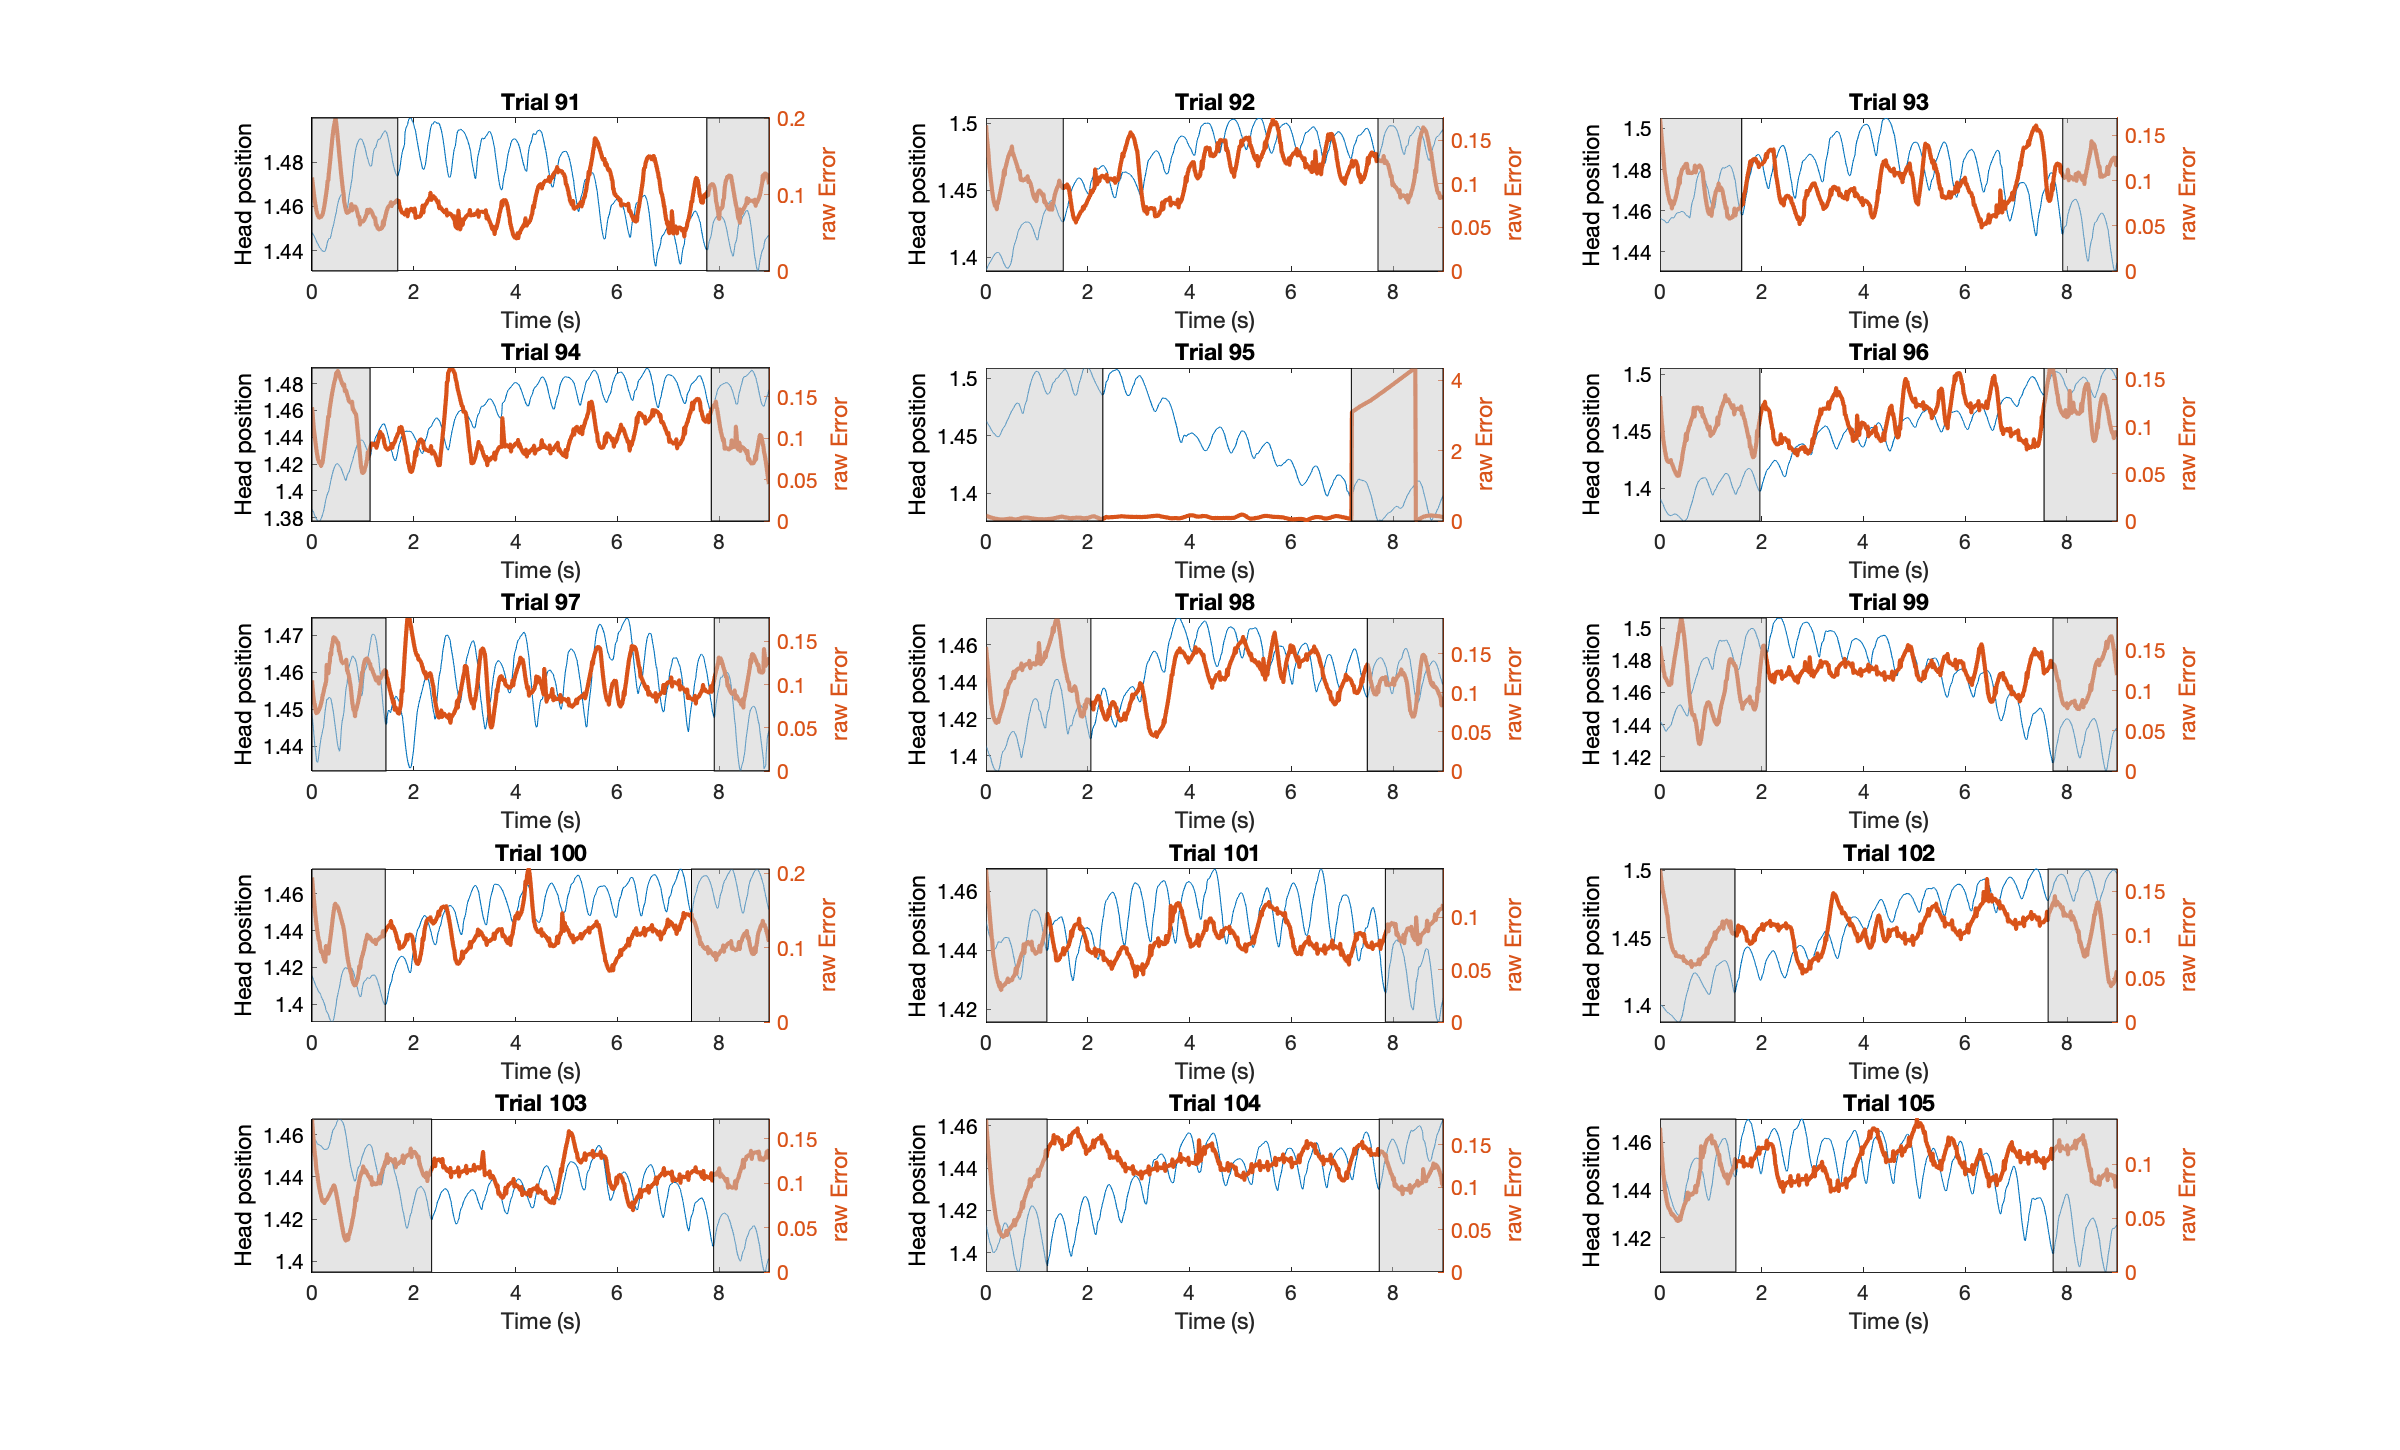 Trial 91
Head position
1.48
1.46
1.44
0.2
0.1
0
raw Error
0 2 4 6 8
Time (s)
Trial 92
Head position
1.5
1.45
1.4
0.15
0.1
0.05
0
raw Error
0 2 4 6 8
Time (s)
Trial 93
Head position
1.5
1.48
1.46
1.44
0.15
0.1
0.05
0
raw Error
0 2 4 6 8
Time (s)
Trial 94
Head position
1.48
1.46
1.44
1.42
1.4
1.38
0.15
0.1
0.05
0
raw Error
0 2 4 6 8
Time (s)
Trial 95
Head position
1.5
1.45
1.4
4
2
0
raw Error
0 2 4 6 8
Time (s)
Trial 96
Head position
1.5
1.45
1.4
0.15
0.1
0.05
0
raw Error
0 2 4 6 8
Time (s)
Trial 97
Head position
1.47
1.46
1.45
1.44
0.15
0.1
0.05
0
raw Error
0 2 4 6 8
Time (s)
Trial 98
Head position
1.46
1.44
1.42
1.4
0.15
0.1
0.05
0
raw Error
0 2 4 6 8
Time (s)
Trial 99
Head position
1.5
1.48
1.46
1.44
1.42
0.15
0.1
0.05
0
raw Error
0 2 4 6 8
Time (s)
Trial 100
Head position
1.46
1.44
1.42
1.4
0.2
0.1
0
raw Error
0 2 4 6 8
Time (s)
Trial 101
Head position
1.46
1.44
1.42
0.1
0.05
0
raw Error
0 2 4 6 8
Time (s)
Trial 102
Head position
1.5
1.45
1.4
0.15
0.1
0.05
0
raw Error
0 2 4 6 8
Time (s)
Trial 103
Head position
1.46
1.44
1.42
1.4
0.15
0.1
0.05
0
raw Error
0 2 4 6 8
Time (s)
Trial 104
Head position
1.46
1.44
1.42
1.4
0.15
0.1
0.05
0
raw Error
0 2 4 6 8
Time (s)
Trial 105
Head position
1.46
1.44
1.42
0.1
0.05
0
raw Error
0 2 4 6 8
Time (s)